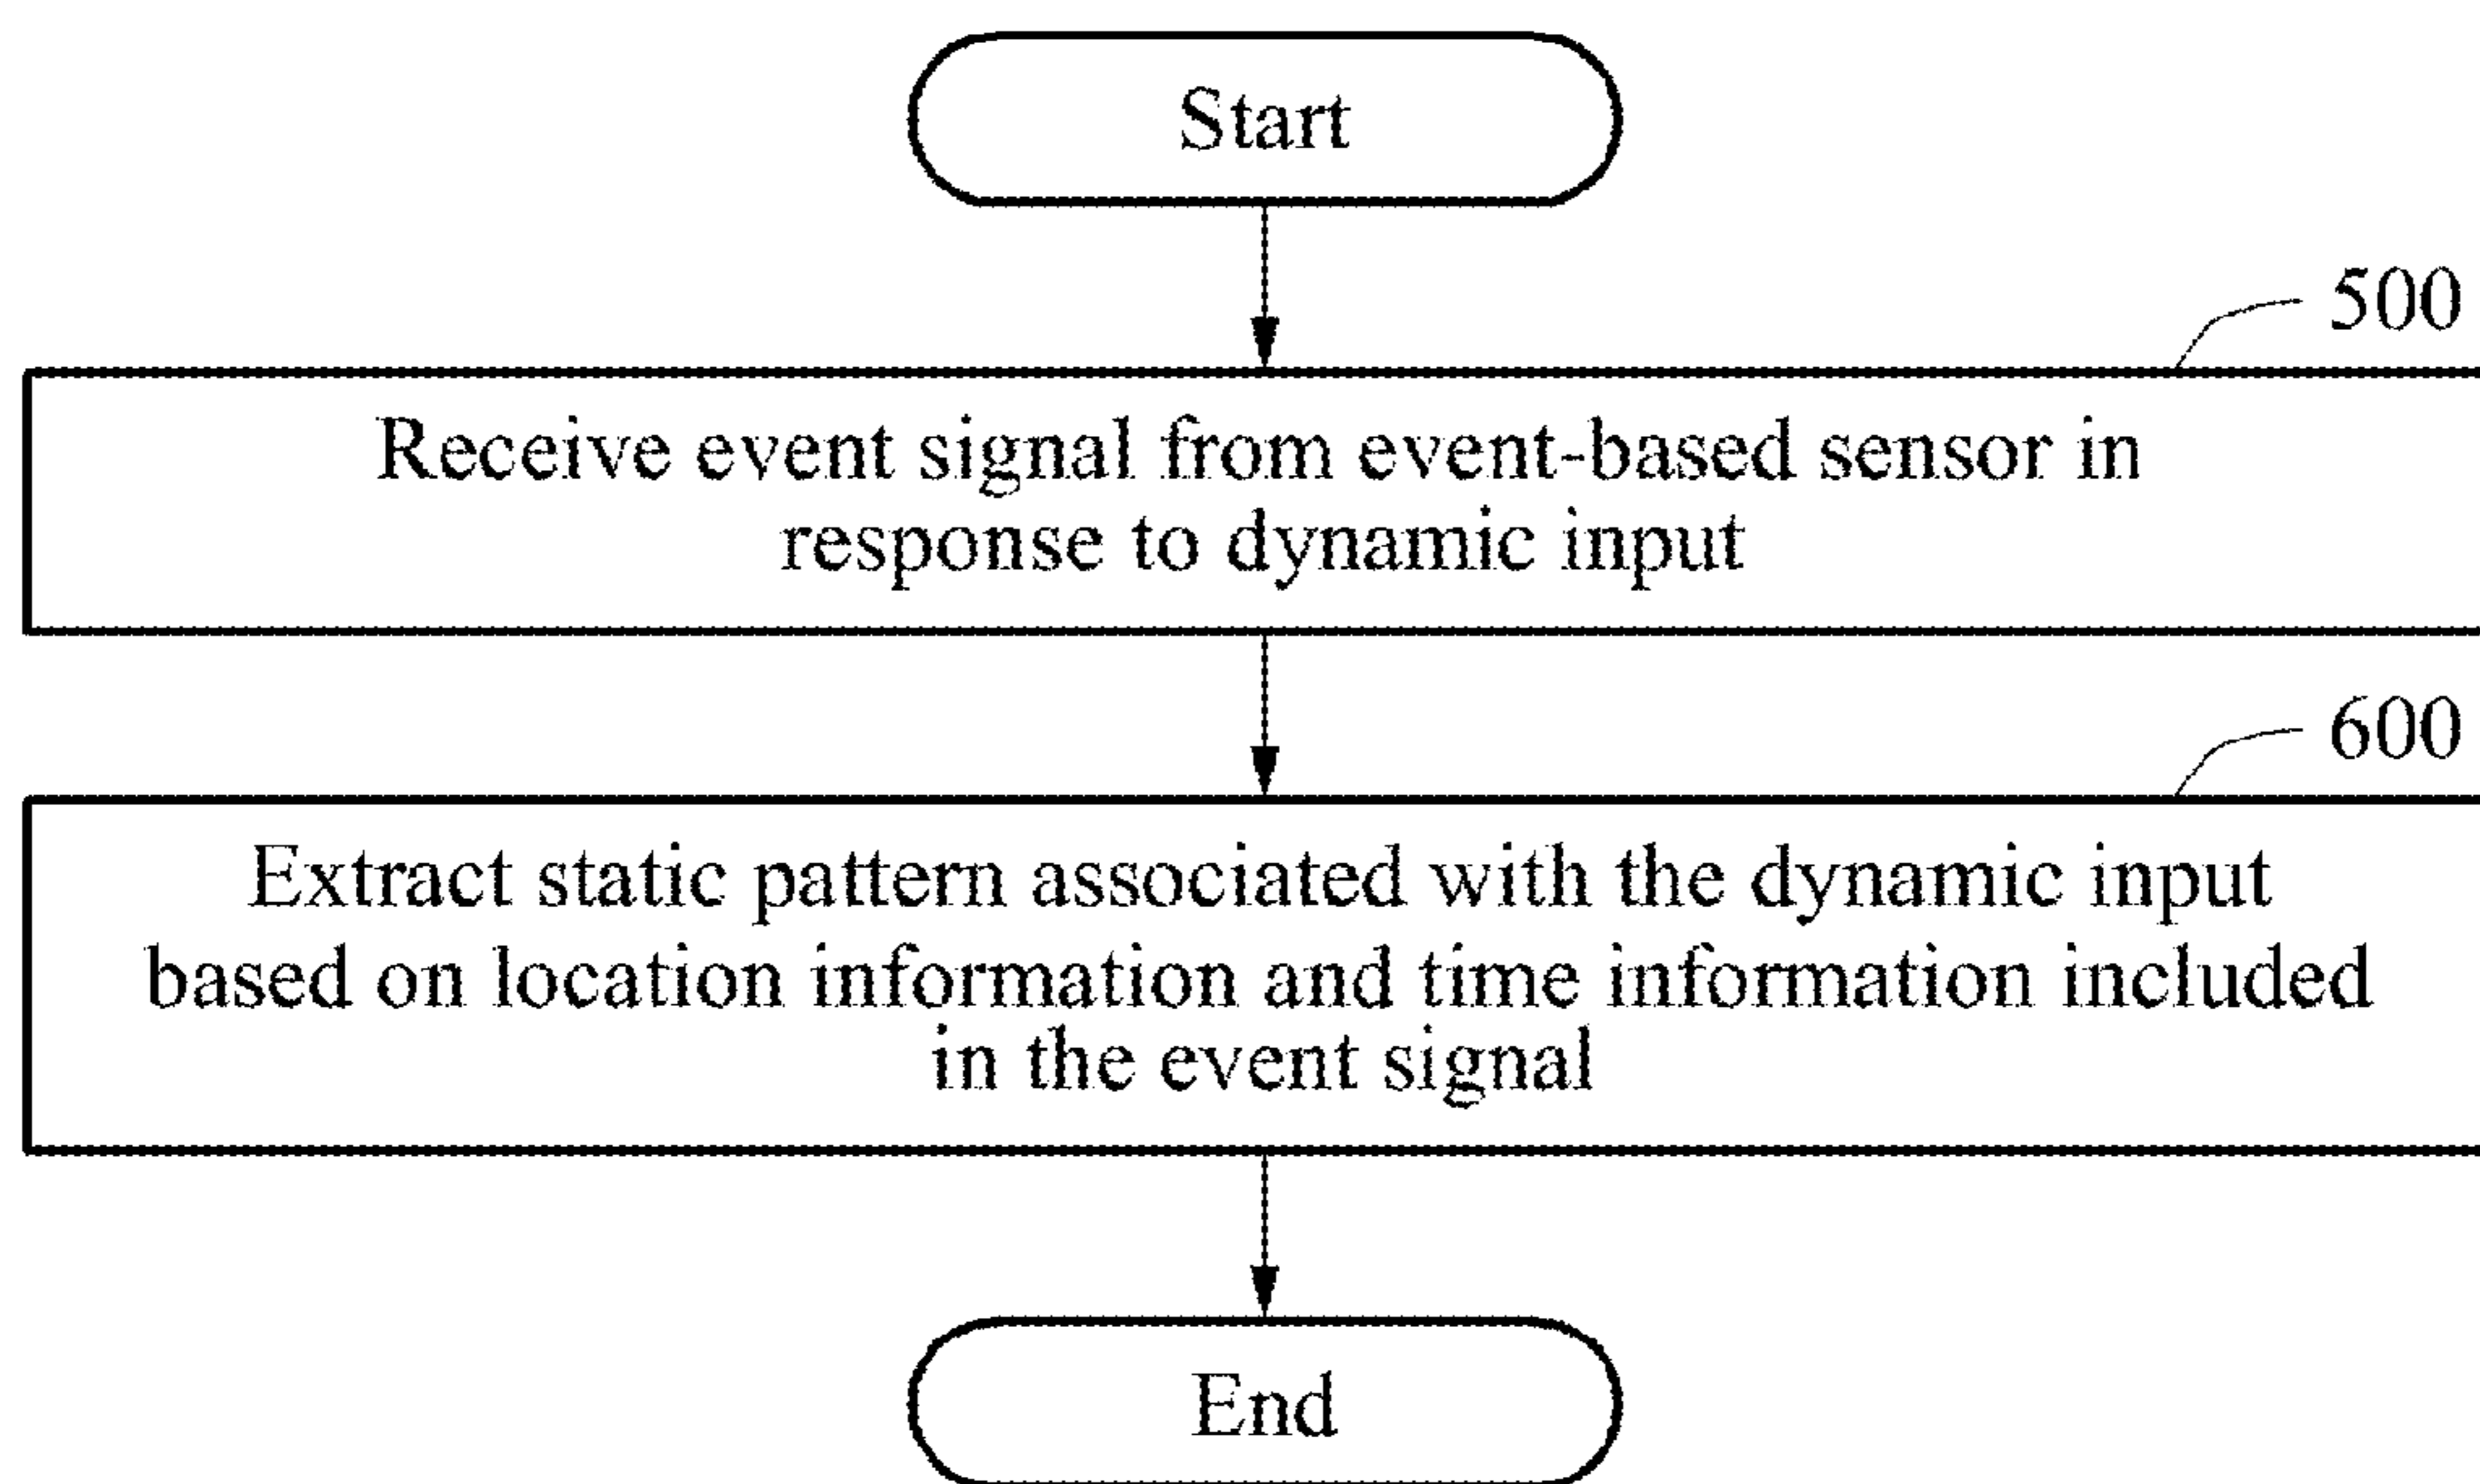 Start
500
Receive event signal from event-based sensor in
response to dynamic input
600
Extract static pattern associated with the dynamic input
based on location information and time information included
in the event signal
End